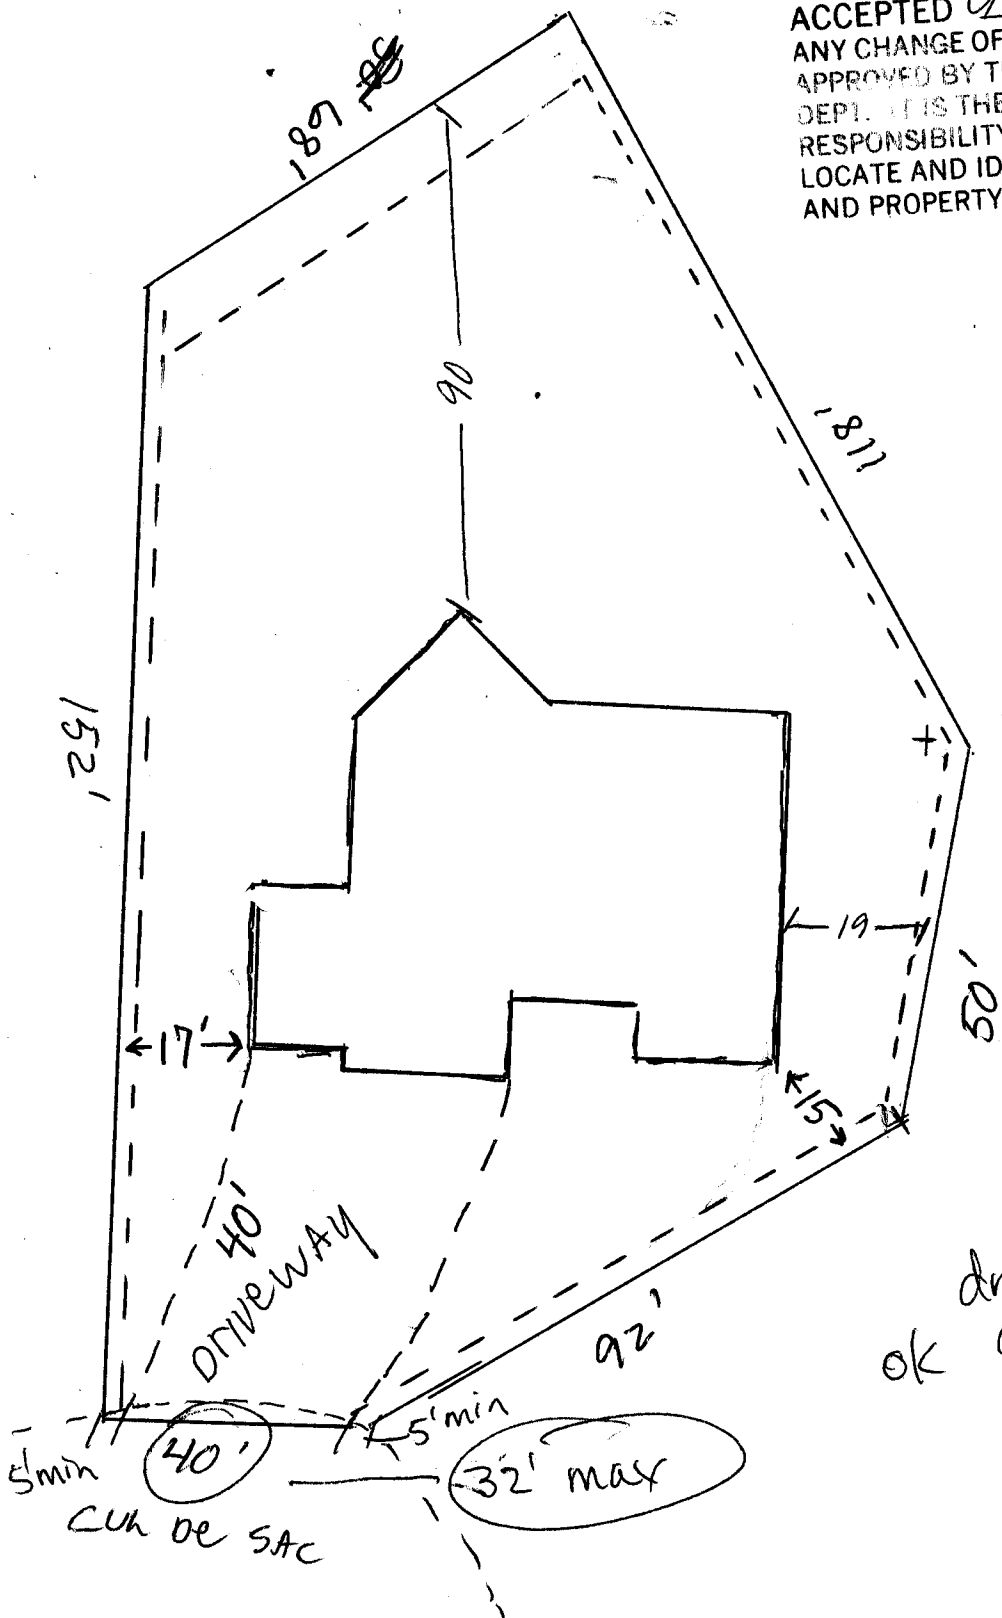 ACCEPTED
ANY CHANGE OF
APPROVED BY T
DEPT. IT IS THE
RESPONSIBILITY
LOCATE AND ID
AND PROPERTY
90
118'
152'
19
50'
17'
15
40'
DRIVEWAY
92'
dr
OK
5'min
5'min
40'
32' max
CUL DE SAC